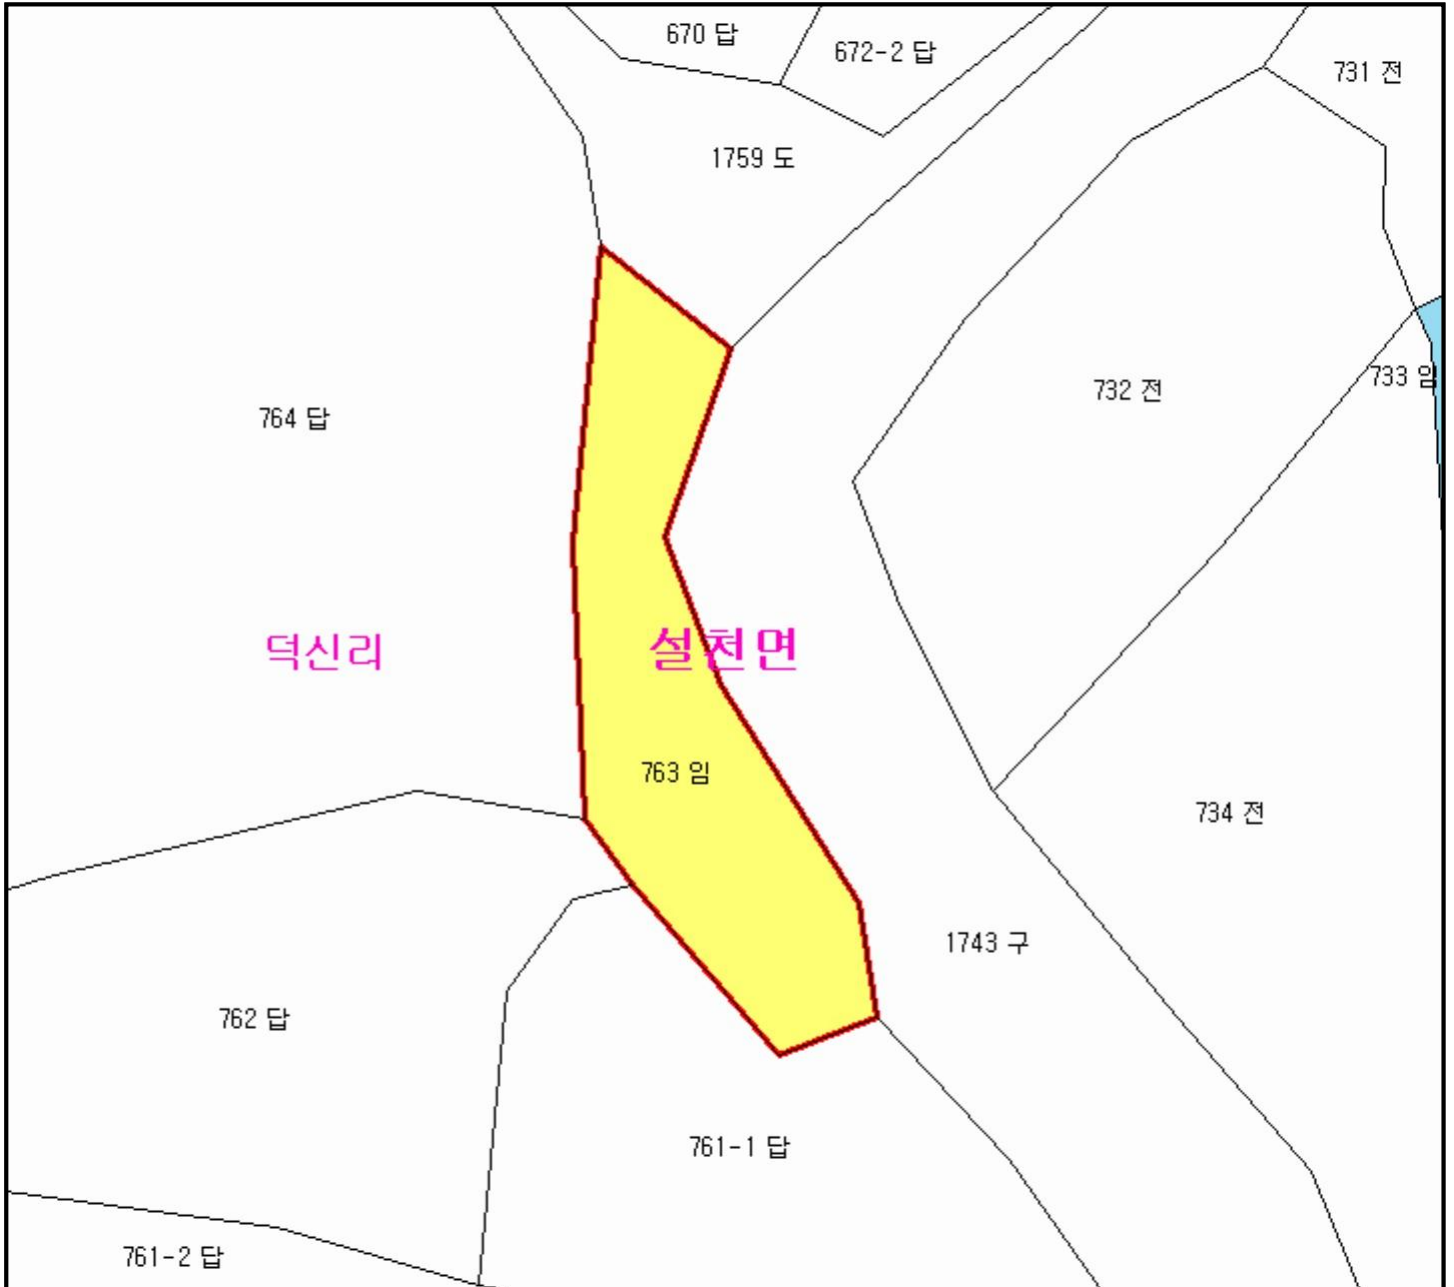 670 답
672-2 답
731 전
1759 도
733 임
732 전
764 답
덕신리
설천면
763 임
734 전
1743 구
762 답
761-1 답
761-2 답